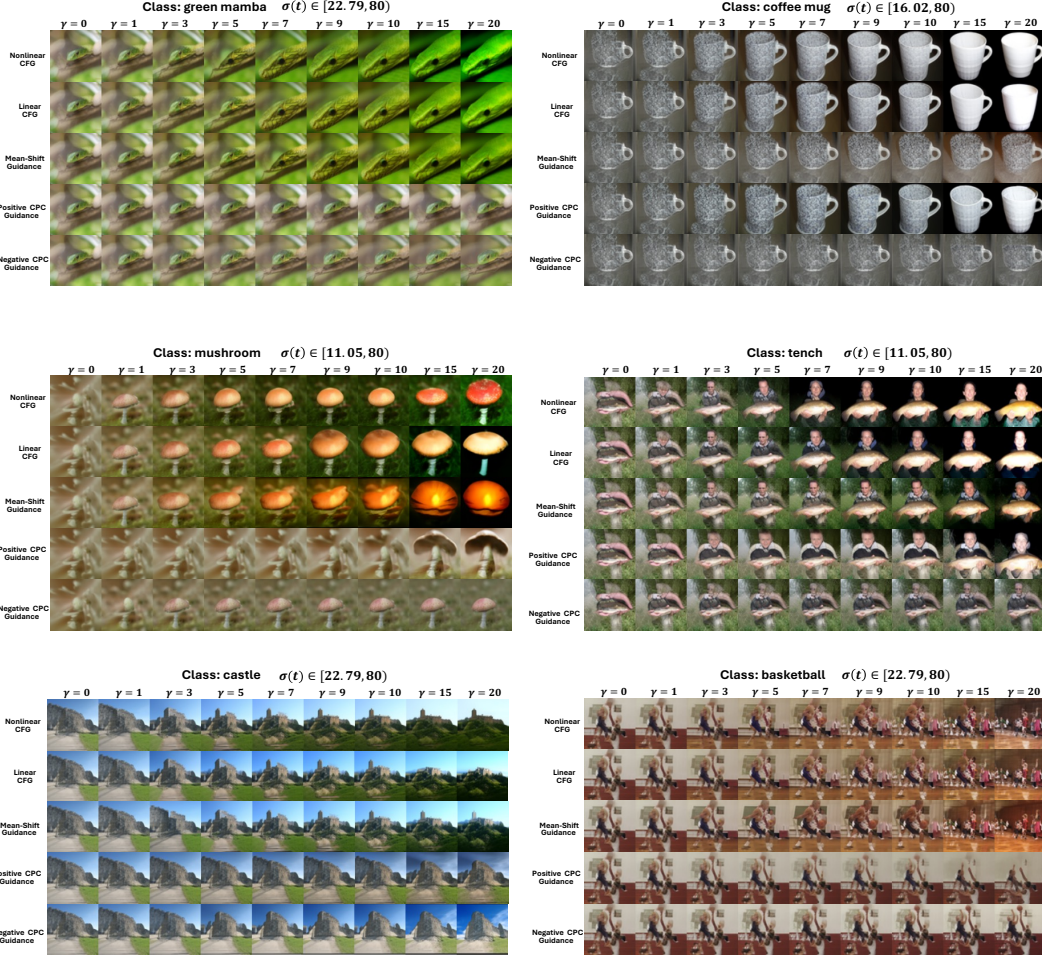 Class: green mamba σ(t) ∈ [22.79, 80)
γ = 0 γ = 1 γ = 3 γ = 5 γ = 7 γ = 9 γ = 10 γ = 15 γ = 20
Nonlinear
CFG
Linear
CFG
Mean-Shift
Guidance
Positive CPC
Guidance
Negative CPC
Guidance
Class: coffee mug σ(t) ∈ [16.02, 80)
γ = 0 γ = 1 γ = 3 γ = 5 γ = 7 γ = 9 γ = 10 γ = 15 γ = 20
Nonlinear
CFG
Linear
CFG
Mean-Shift
Guidance
Positive CPC
Guidance
Negative CPC
Guidance
Class: mushroom σ(t) ∈ [11.05, 80)
γ = 0 γ = 1 γ = 3 γ = 5 γ = 7 γ = 9 γ = 10 γ = 15 γ = 20
Nonlinear
CFG
Linear
CFG
Mean-Shift
Guidance
Positive CPC
Guidance
Negative CPC
Guidance
Class: tench σ(t) ∈ [11.05, 80)
γ = 0 γ = 1 γ = 3 γ = 5 γ = 7 γ = 9 γ = 10 γ = 15 γ = 20
Nonlinear
CFG
Linear
CFG
Mean-Shift
Guidance
Positive CPC
Guidance
Negative CPC
Guidance
Class: castle σ(t) ∈ [22.79, 80)
γ = 0 γ = 1 γ = 3 γ = 5 γ = 7 γ = 9 γ = 10 γ = 15 γ = 20
Nonlinear
CFG
Linear
CFG
Mean-Shift
Guidance
ositive CPC
Guidance
egative CPC
Guidance
Class: basketball σ(t) ∈ [22.79, 80)
γ = 0 γ = 1 γ = 3 γ = 5 γ = 7 γ = 9 γ = 10 γ = 15 γ = 20
Nonlinear
CFG
Linear
CFG
Mean-Shift
Guidance
Positive CPC
Guidance
Negative CPC
Guidance